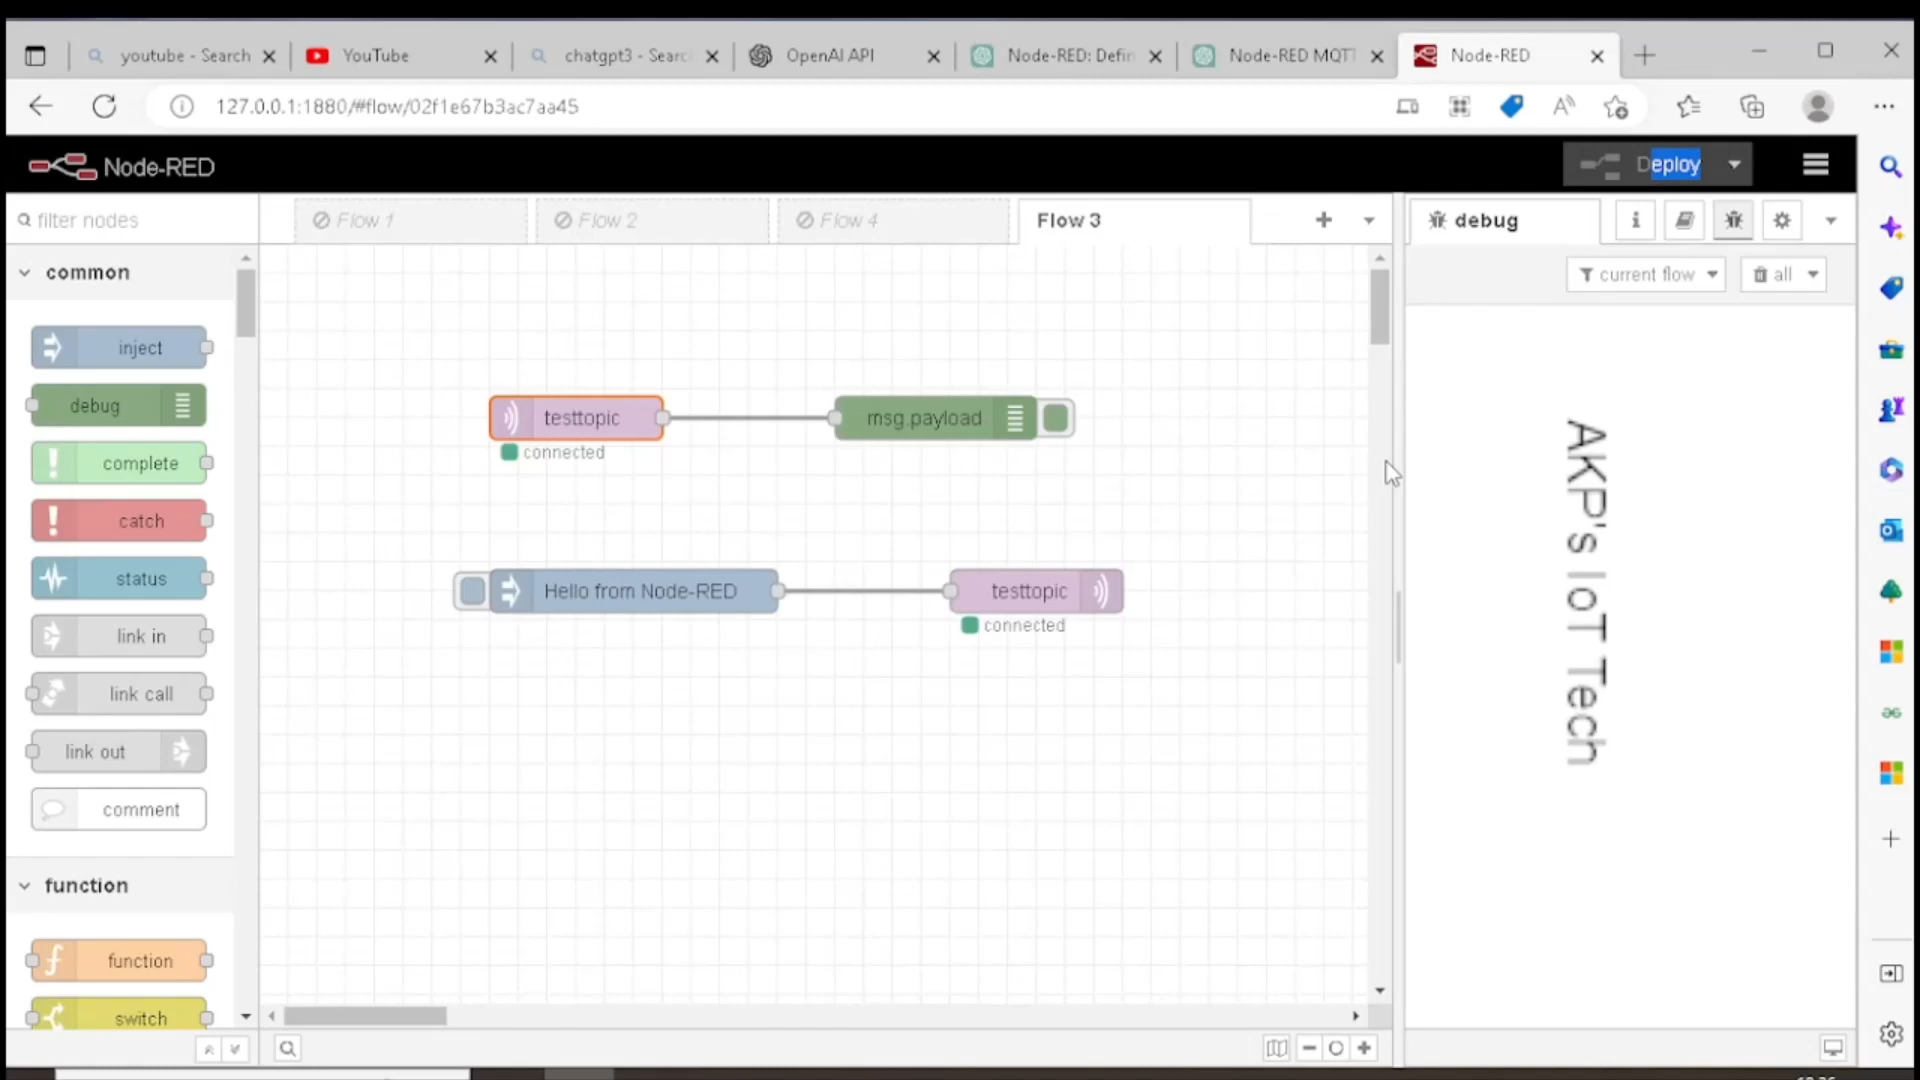 youtube - Search
YouTube
chatgpt3 - Searc
OpenAI API
Node-RED: Defin
Node-RED MQTT
Node-RED
127.0.0.1:1880/#flow/02f1e67b3ac7aa45
Node-RED
Deploy
filter nodes
Flow 1
Flow 2
Flow 4
Flow 3
debug
current flow
all
common
inject
debug
complete
catch
status
link in
link call
link out
comment
function
function
switch
testtopic
connected
msg.payload
Hello from Node-RED
testtopic
connected
AKP's IoT Tech